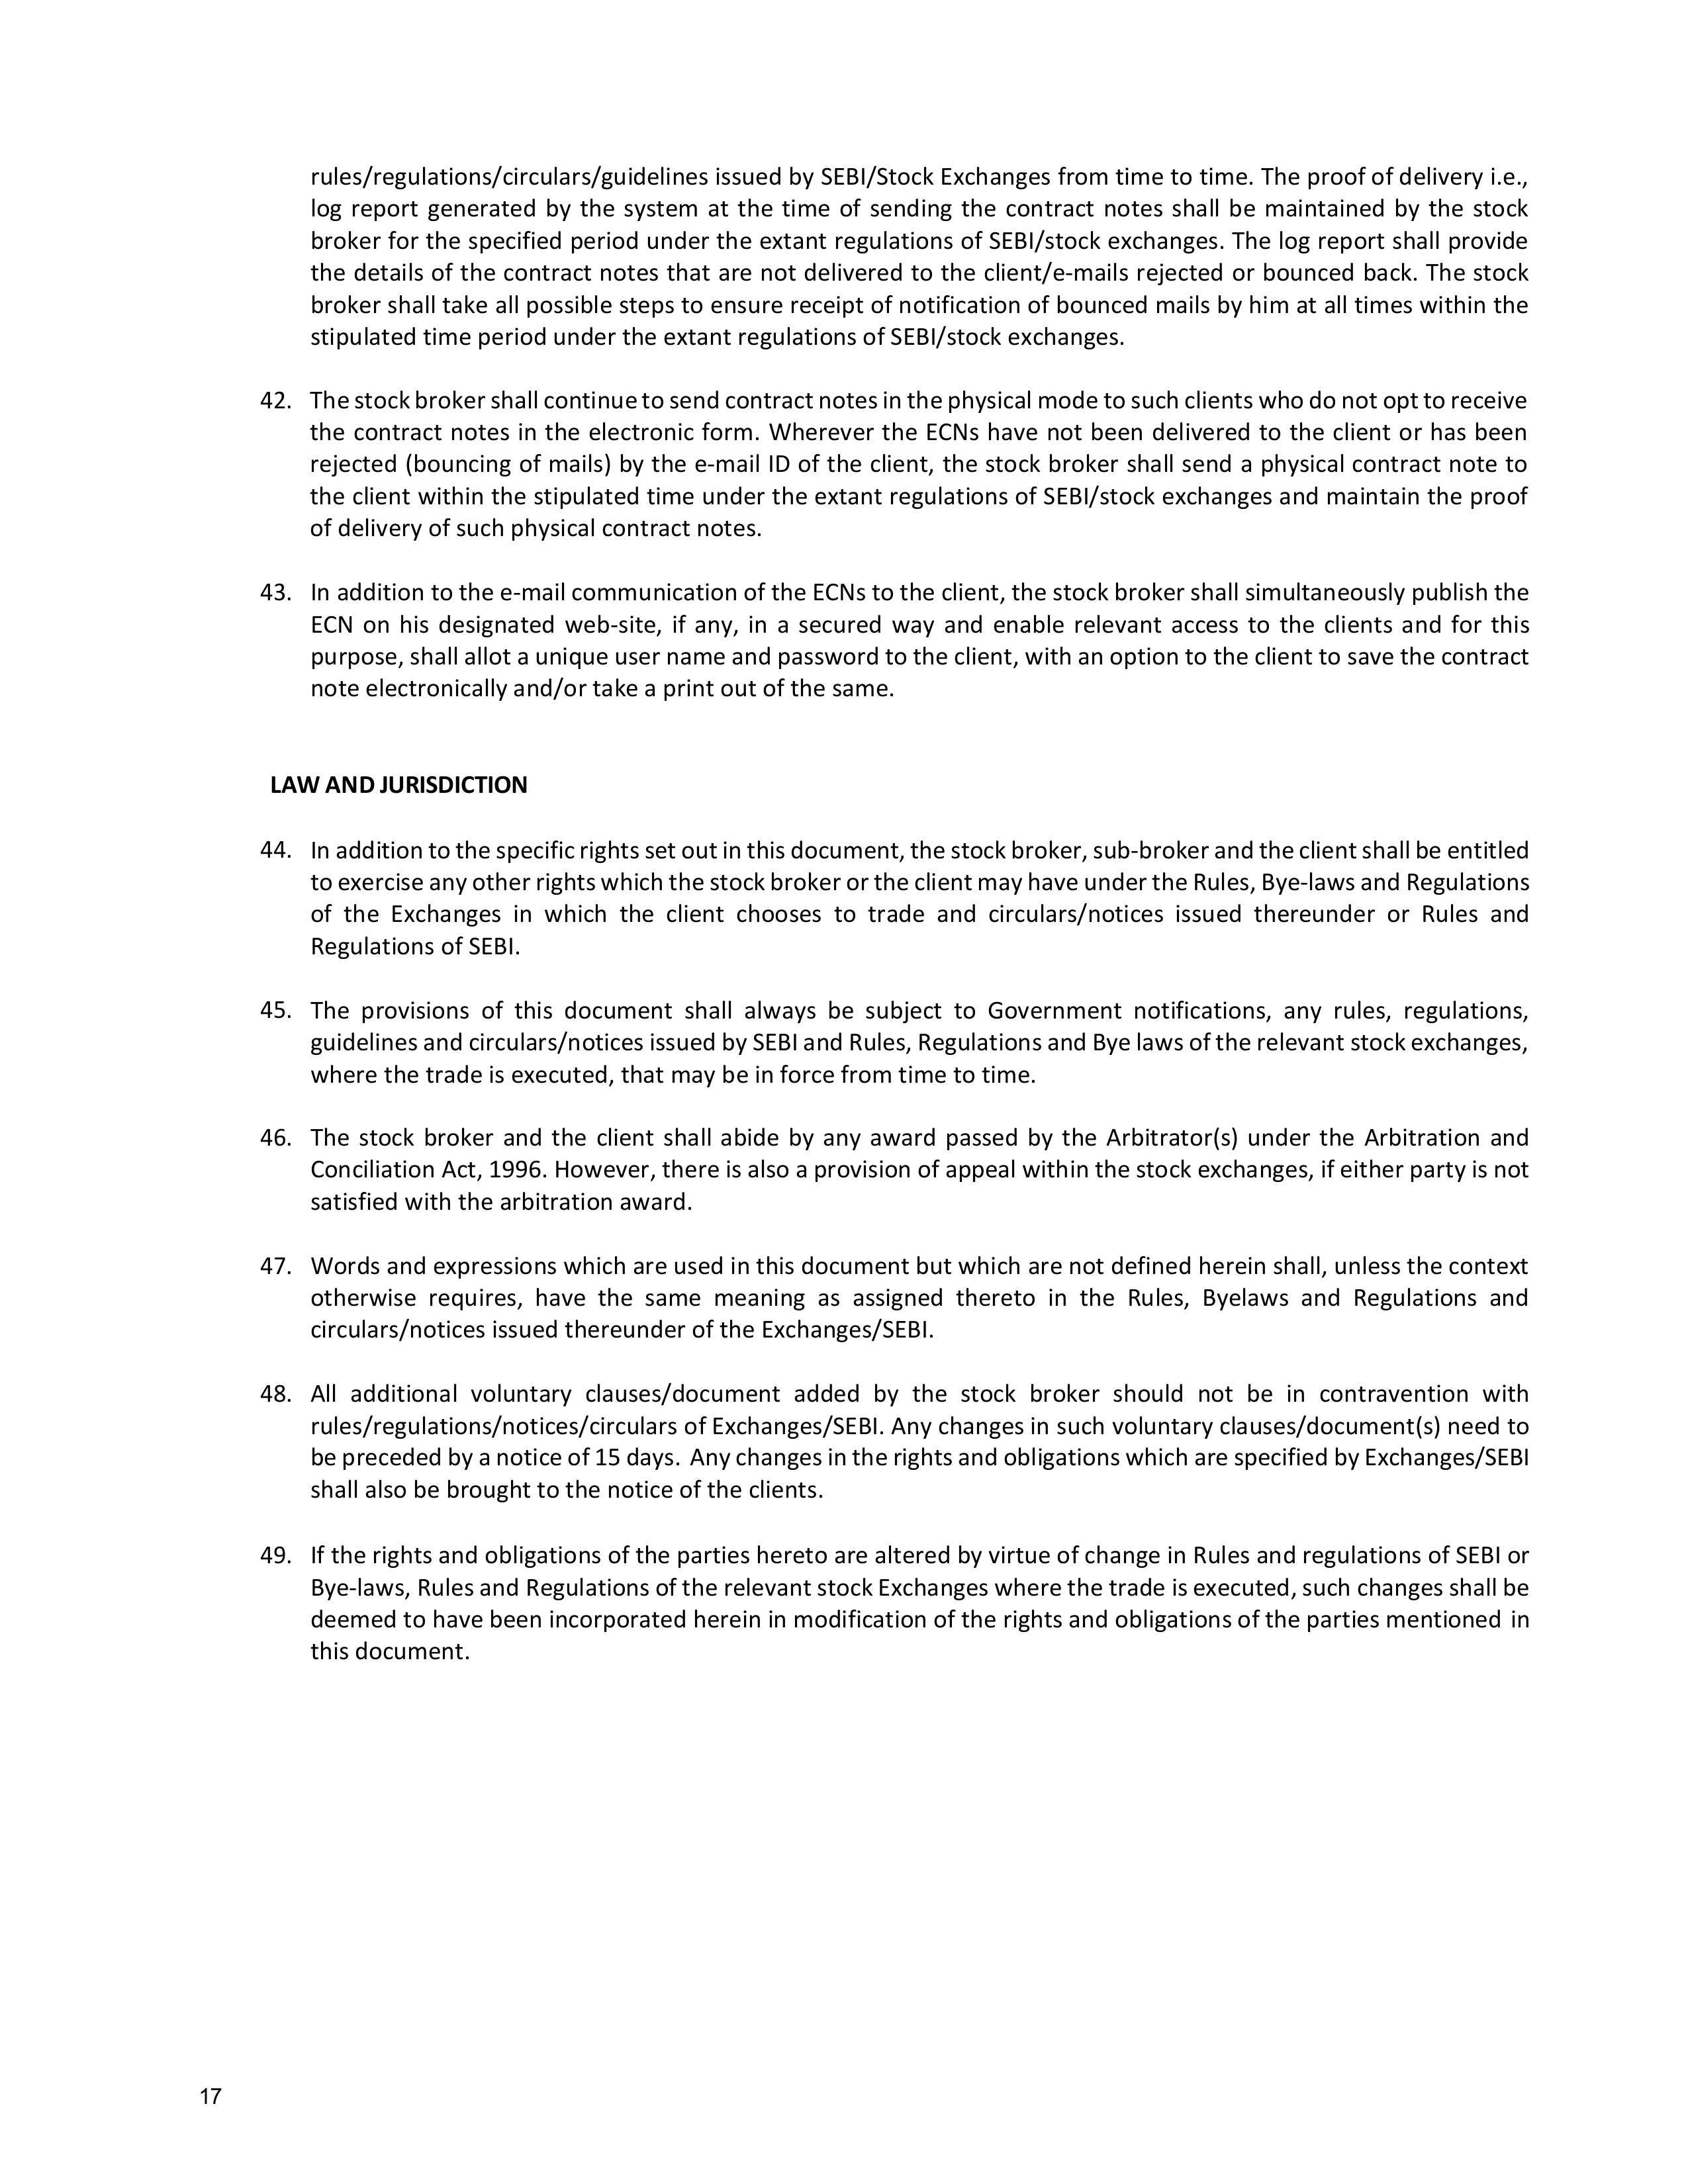 rules/regulations/circulars/guidelines issued by SEBI/Stock Exchanges from time to time. The proof of delivery i.e.,
log report generated by the system at the time of sending the contract notes shall be maintained by the stock
broker for the specified period under the extant regulations of SEBI/stock exchanges. The log report shall provide
the details of the contract notes that are not delivered to the client/e-mails rejected or bounced back. The stock
broker shall take all possible steps to ensure receipt of notification of bounced mails by him at all times within the
stipulated time period under the extant regulations of SEBI/stock exchanges.
42. The stock broker shall continue to send contract notes in the physical mode to such clients who do not opt to receive
the contract notes in the electronic form. Wherever the ECNs have not been delivered to the client or has been
rejected (bouncing of mails) by the e-mail ID of the client, the stock broker shall send a physical contract note to
the client within the stipulated time under the extant regulations of SEBI/stock exchanges and maintain the proof
of delivery of such physical contract notes.
43. In addition to the e-mail communication of the ECNs to the client, the stock broker shall simultaneously publish the
ECN on his designated web-site, if any, in a secured way and enable relevant access to the clients and for this
purpose, shall allot a unique user name and password to the client, with an option to the client to save the contract
note electronically and/or take a print out of the same.
LAW AND JURISDICTION
44. In addition to the specific rights set out in this document, the stock broker, sub-broker and the client shall be entitled
to exercise any other rights which the stock broker or the client may have under the Rules, Bye-laws and Regulations
of the Exchanges in which the client chooses to trade and circulars/notices issued thereunder or Rules and
Regulations of SEBI.
45. The provisions of this document shall always be subject to Government notifications, any rules, regulations,
guidelines and circulars/notices issued by SEBI and Rules, Regulations and Bye laws of the relevant stock exchanges,
where the trade is executed, that may be in force from time to time.
46. The stock broker and the client shall abide by any award passed by the Arbitrator(s) under the Arbitration and
Conciliation Act, 1996. However, there is also a provision of appeal within the stock exchanges, if either party is not
satisfied with the arbitration award.
47. Words and expressions which are used in this document but which are not defined herein shall, unless the context
otherwise requires, have the same meaning as assigned thereto in the Rules, Byelaws and Regulations and
circulars/notices issued thereunder of the Exchanges/SEBI.
48. All additional voluntary clauses/document added by the stock broker should not be in contravention with
rules/regulations/notices/circulars of Exchanges/SEBI. Any changes in such voluntary clauses/document(s) need to
be preceded by a notice of 15 days. Any changes in the rights and obligations which are specified by Exchanges/SEBI
shall also be brought to the notice of the clients.
49. If the rights and obligations of the parties hereto are altered by virtue of change in Rules and regulations of SEBI or
Bye-laws, Rules and Regulations of the relevant stock Exchanges where the trade is executed, such changes shall be
deemed to have been incorporated herein in modification of the rights and obligations of the parties mentioned in
this document.
17